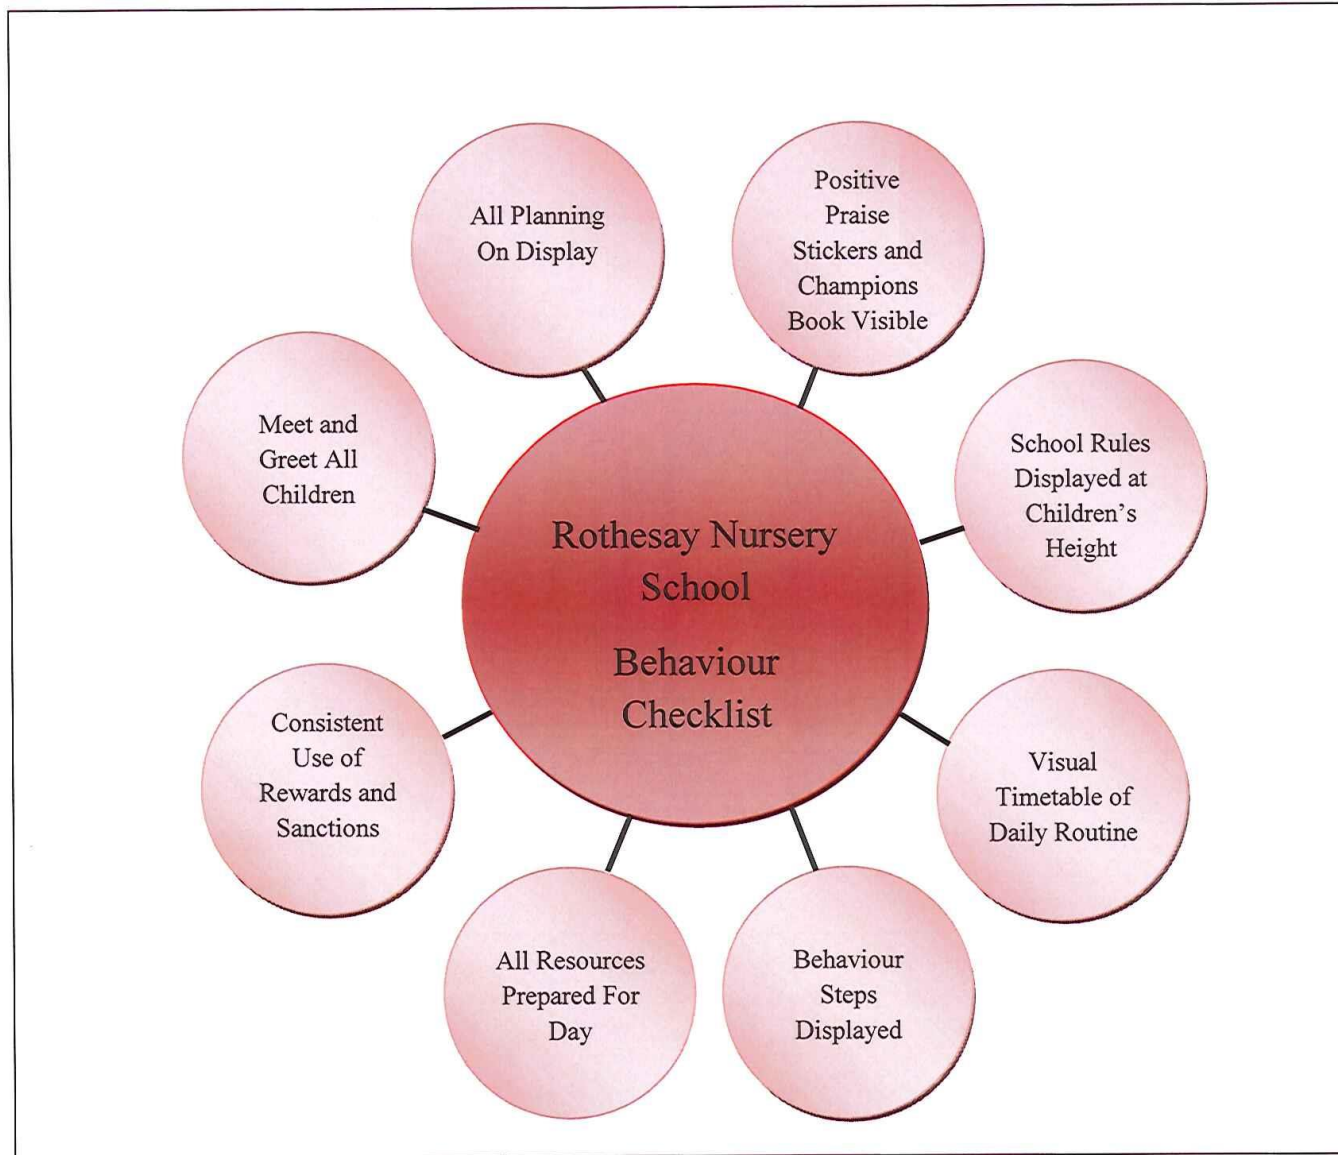 All Planning
On Display
Positive
Praise
Stickers and
Champions
Book Visible
Meet and
Greet All
Children
School Rules
Displayed at
Children's
Height
Rothesay Nursery
School
Behaviour
Checklist
Consistent
Use of
Rewards and
Sanctions
Visual
Timetable of
Daily Routine
All Resources
Prepared For
Day
Behaviour
Steps
Displayed